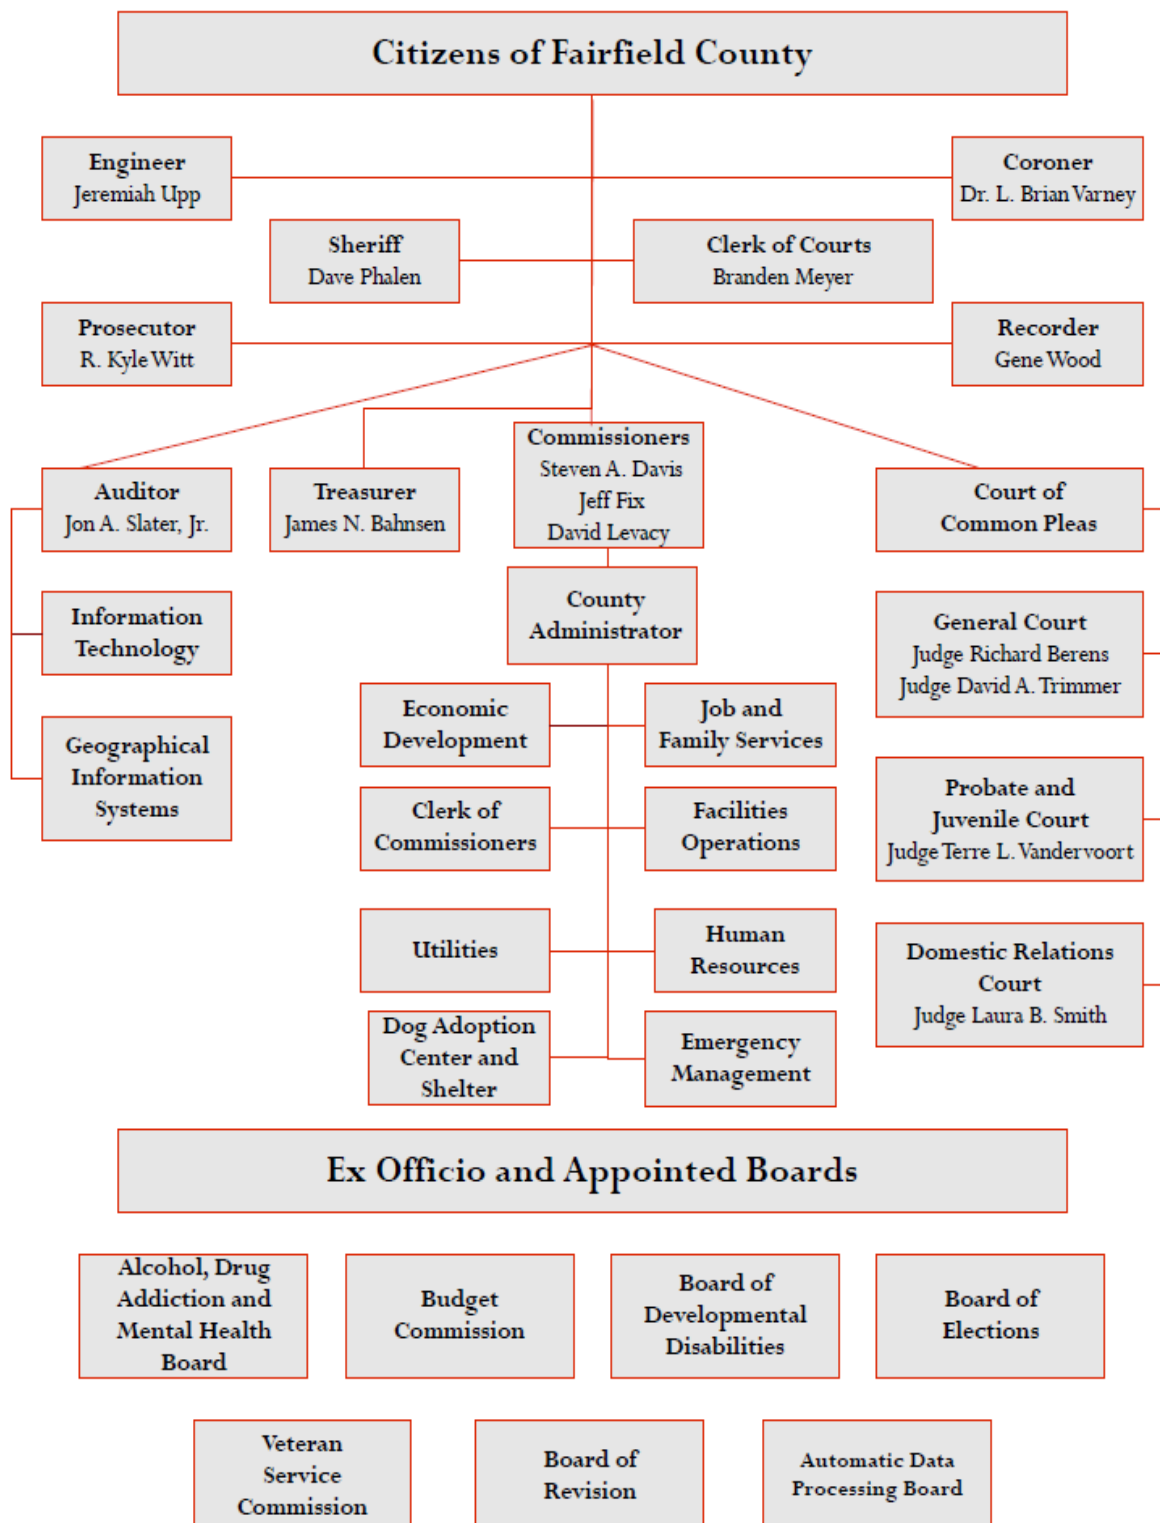 Citizens of Fairfield County
Engineer
Jeremiah Upp
Coroner
Dr. L. Brian Varney
Sheriff
Dave Phalen
Clerk of Courts
Branden Meyer
Prosecutor
R. Kyle Witt
Recorder
Gene Wood
Auditor
Jon A. Slater, Jr.
Treasurer
James N. Bahnsen
Commissioners
Steven A. Davis
Jeff Fix
David Levacy
Court of
Common Pleas
Information
Technology
Geographical
Information
Systems
County
Administrator
Economic
Development
Job and
Family Services
Clerk of
Commissioners
Facilities
Operations
Utilities
Human
Resources
Dog Adoption
Center and
Shelter
Emergency
Management
General Court
Judge Richard Berens
Judge David A. Trimmer
Probate and
Juvenile Court
Judge Terre L. Vandervoort
Domestic Relations
Court
Judge Laura B. Smith
Ex Officio and Appointed Boards
Alcohol, Drug
Addiction and
Mental Health
Board
Budget
Commission
Board of
Developmental
Disabilities
Board of
Elections
Veteran
Service
Commission
Board of
Revision
Automatic Data
Processing Board